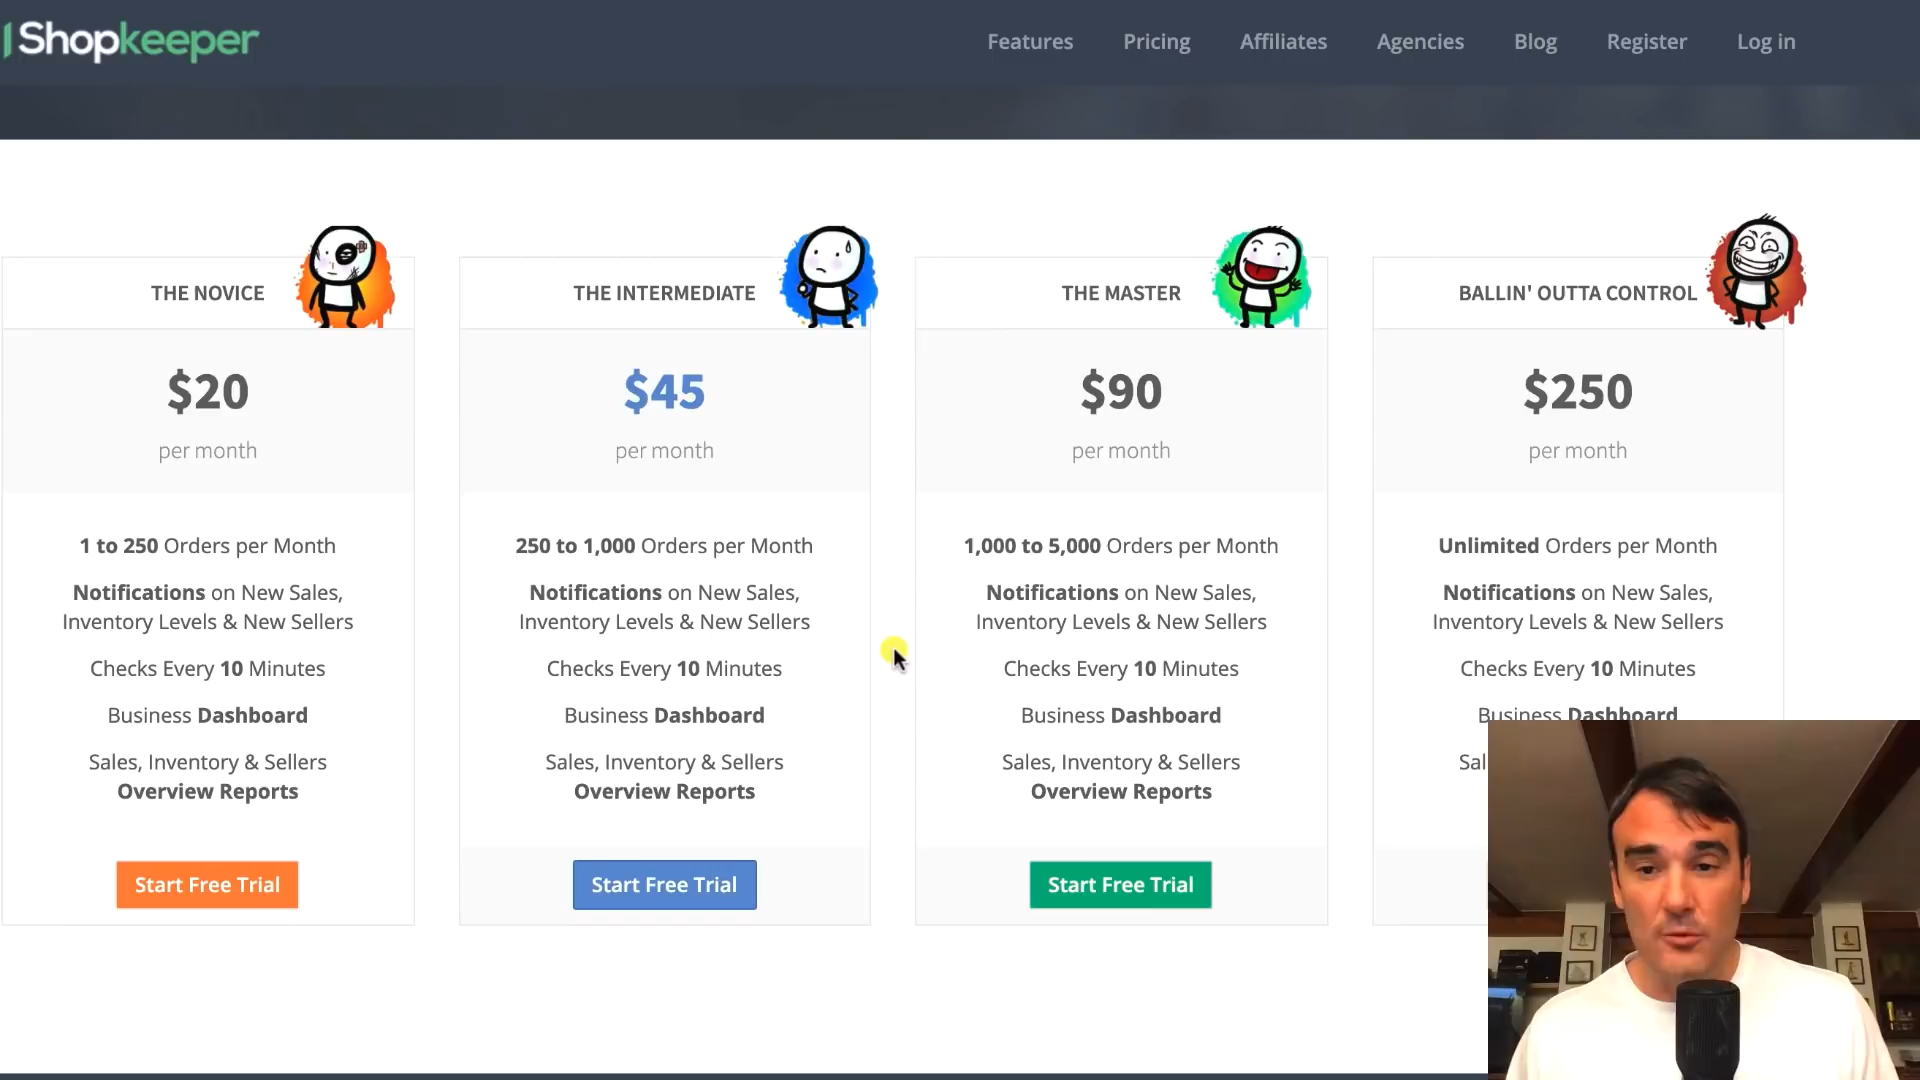 Shopkeeper
Features Pricing Affiliates Agencies Blog Register Log in
THE NOVICE
$20
per month
1 to 250 Orders per Month
Notifications on New Sales,
Inventory Levels & New Sellers
Checks Every 10 Minutes
Business Dashboard
Sales, Inventory & Sellers
Overview Reports
Start Free Trial
THE INTERMEDIATE
$45
per month
250 to 1,000 Orders per Month
Notifications on New Sales,
Inventory Levels & New Sellers
Checks Every 10 Minutes
Business Dashboard
Sales, Inventory & Sellers
Overview Reports
Start Free Trial
THE MASTER
$90
per month
1,000 to 5,000 Orders per Month
Notifications on New Sales,
Inventory Levels & New Sellers
Checks Every 10 Minutes
Business Dashboard
Sales, Inventory & Sellers
Overview Reports
Start Free Trial
BALLIN' OUTTA CONTROL
$250
per month
Unlimited Orders per Month
Notifications on New Sales,
Inventory Levels & New Sellers
Checks Every 10 Minutes
Business Dashboard
Sal